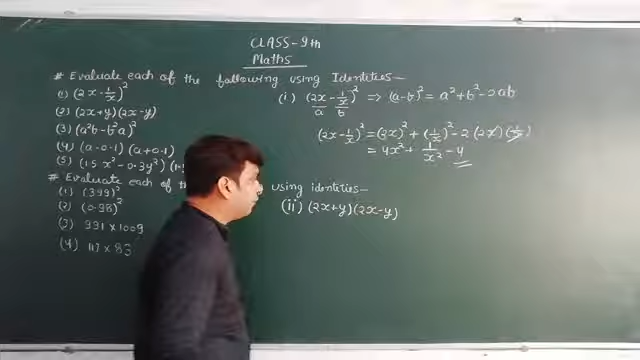 CLASS-9th
Maths
# Evaluate each of the following using Identities—
(1) (2x - 1/x)²
(2) (2x+y)(2x-y)
(3) (a²b - b²a)²
(4) (a-0.1) (a+0.1)
(5) (1.5x² - 0.3y²) (1.
# Evaluate each of th using identities—
(1) (399)²
(2) (0.98)²
(3) 991 x 1009
(4) 117 x 83
(i) (2x - 1/x)² ⇒ (a-b)² = a² + b² - 2ab
a b
(2x - 1/x)² = (2x)² + (1/x)² - 2 (2x) (1/x)
= 4x² + 1/x² - 4
(ii) (2x+y)(2x-y)